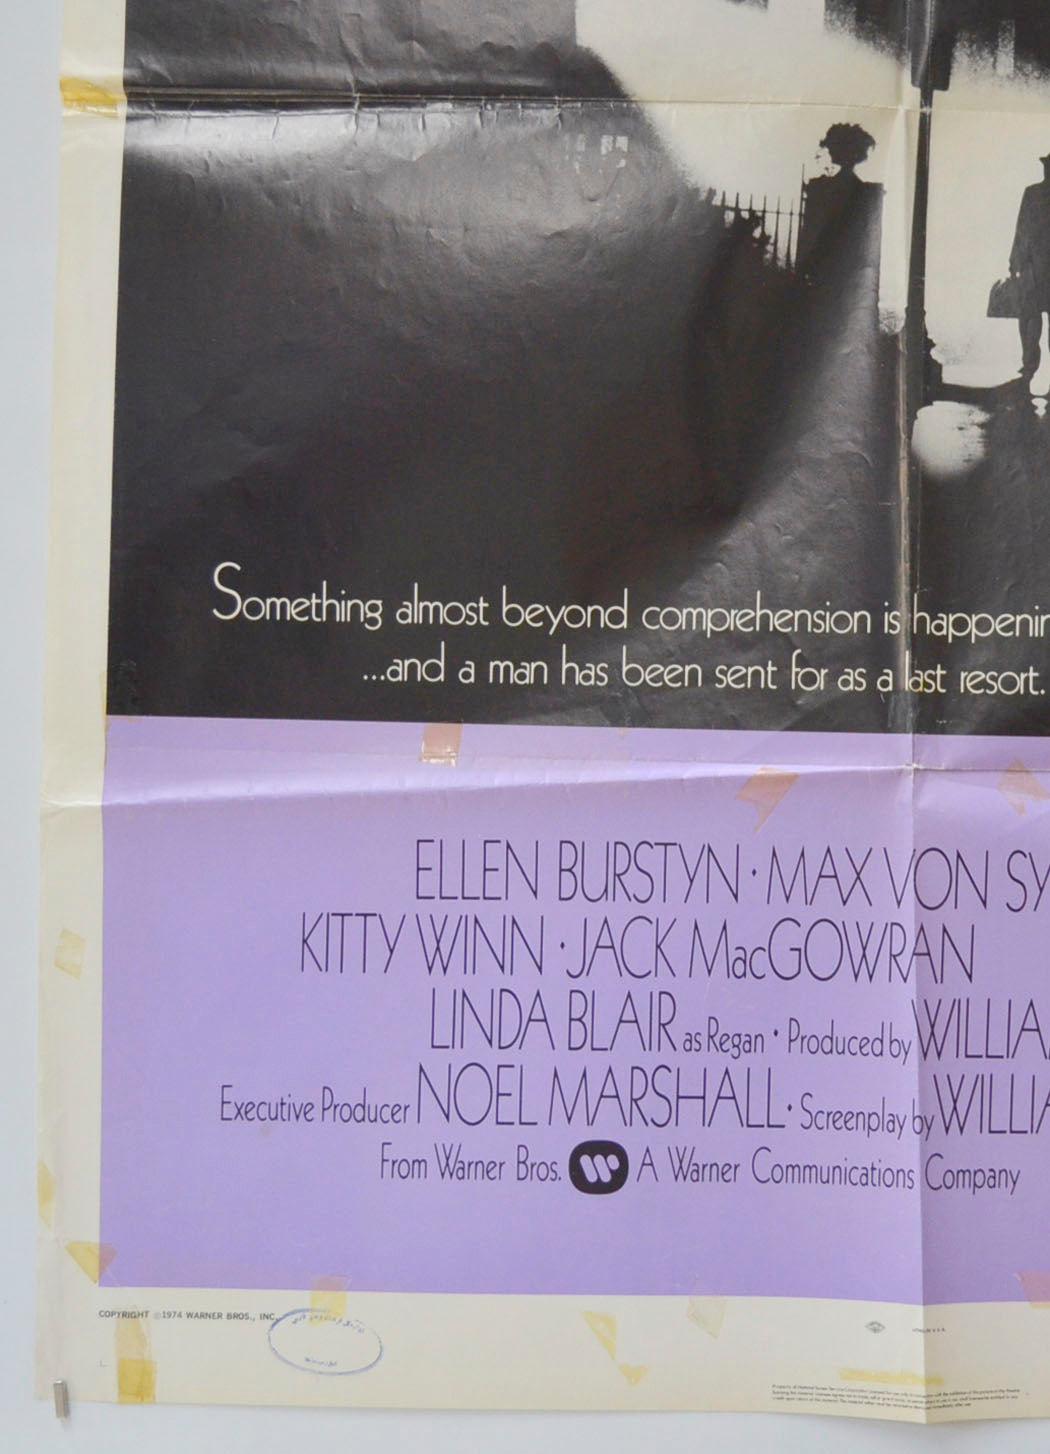 Something almost beyond comprehension is happenin
...and a man has been sent for as a last resort.
ELLEN BURSTYN · MAX VON SY
KITTY WINN · JACK MacGOWRAN
LINDA BLAIR as Regan · Produced by WILLIA
Executive Producer NOEL MARSHALL · Screenplay by WILLIA
From Warner Bros. A Warner Communications Company
COPYRIGHT ©1974 WARNER BROS., INC.